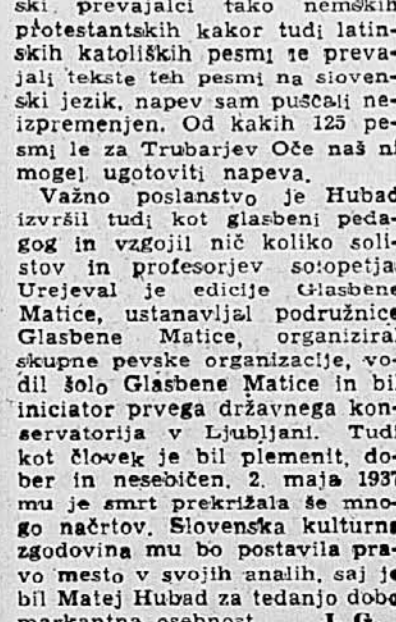 ski prevajalci tako nemških
protestantskih kakor tudi latin-
skih katoliških pesmi le preva-
jali tekste teh pesmi na sloven-
ski jezik, napev sam puščali ne-
izpremenjen. Od kakih 125 pe-
smi le za Trubarjev Oče naš ni
mogel ugotoviti napeva.
Važno poslanstvo je Hubad
izvršil tudi kot glasbeni peda-
gog in vzgojil nič koliko soli-
stov in profesorjev solopetja.
Urejeval je edicije Glasbene
Matice, ustanavljal podružnice
Glasbene Matice, organiziral
skupne pevske organizacije, vo-
dil šolo Glasbene Matice in bil
iniciator prvega državnega kon-
servatorija v Ljubljani. Tudi
kot človek je bil plemenit, do-
ber in nesebičen. 2. maja 1937
mu je smrt prekrižala še mno-
go načrtov. Slovenska kulturna
zgodovina mu bo postavila pra-
vo mesto v svojih analih, saj je
bil Matej Hubad za tedanjo dobo
markantna osebnost. I. G.